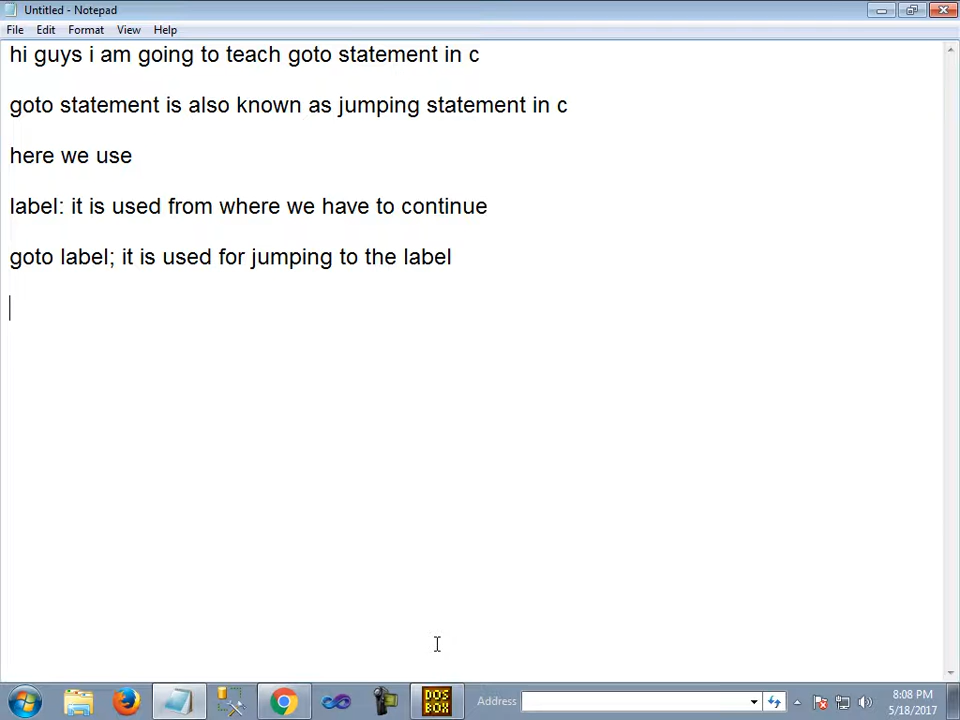 Untitled - Notepad
File Edit Format View Help
hi guys i am going to teach goto statement in c
goto statement is also known as jumping statement in c
here we use
label: it is used from where we have to continue
goto label; it is used for jumping to the label
DOS
BOX
Address
8:08 PM
5/18/2017